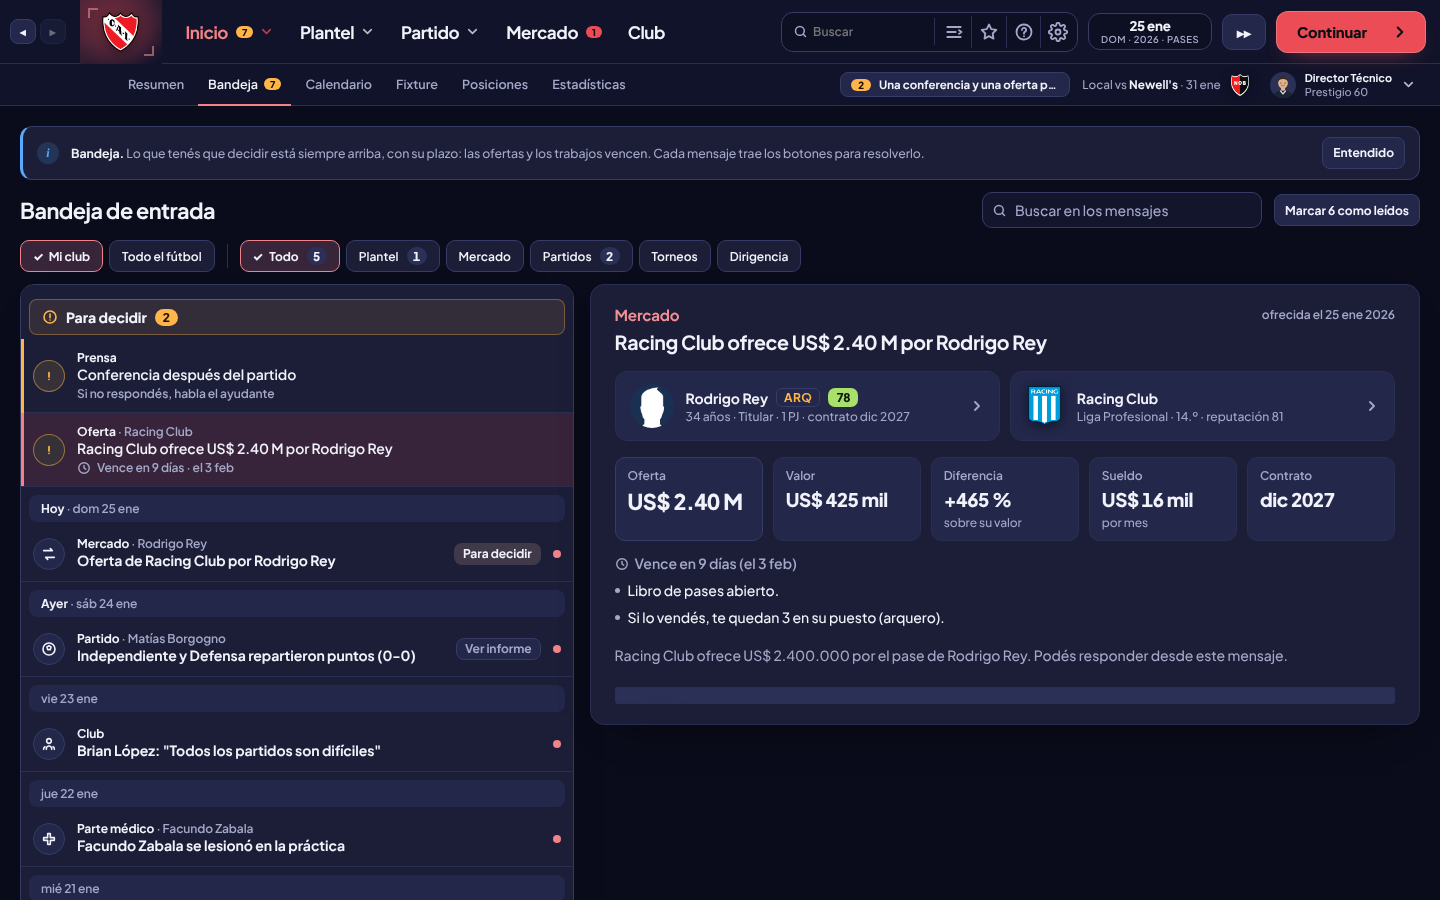 Inicio 7
Plantel
Partido
Mercado 1
Club
Buscar
25 ene
DOM · 2026 · PASES
Continuar
Resumen
Bandeja 7
Calendario
Fixture
Posiciones
Estadísticas
2 Una conferencia y una oferta p...
Local vs Newell's · 31 ene
Director Técnico
Prestigio 60
Bandeja. Lo que tenés que decidir está siempre arriba, con su plazo: las ofertas y los trabajos vencen. Cada mensaje trae los botones para resolverlo.
Entendido
Bandeja de entrada
Buscar en los mensajes
Marcar 6 como leídos
Mi club
Todo el fútbol
Todo 5
Plantel 1
Mercado
Partidos 2
Torneos
Dirigencia
Para decidir 2
Prensa
Conferencia después del partido
Si no respondés, habla el ayudante
Oferta · Racing Club
Racing Club ofrece US$ 2.40 M por Rodrigo Rey
Vence en 9 días · el 3 feb
Hoy · dom 25 ene
Mercado · Rodrigo Rey
Oferta de Racing Club por Rodrigo Rey
Para decidir
Ayer · sáb 24 ene
Partido · Matías Borgogno
Independiente y Defensa repartieron puntos (0-0)
Ver informe
vie 23 ene
Club
Brian López: "Todos los partidos son difíciles"
jue 22 ene
Parte médico · Facundo Zabala
Facundo Zabala se lesionó en la práctica
mié 21 ene
Mercado
ofrecida el 25 ene 2026
Racing Club ofrece US$ 2.40 M por Rodrigo Rey
Rodrigo Rey ARQ 78
34 años · Titular · 1 PJ · contrato dic 2027
RACING
Racing Club
Liga Profesional · 14.º · reputación 81
Oferta
US$ 2.40 M
Valor
US$ 425 mil
Diferencia
+465 %
sobre su valor
Sueldo
US$ 16 mil
por mes
Contrato
dic 2027
Vence en 9 días (el 3 feb)
Libro de pases abierto.
Si lo vendés, te quedan 3 en su puesto (arquero).
Racing Club ofrece US$ 2.400.000 por el pase de Rodrigo Rey. Podés responder desde este mensaje.